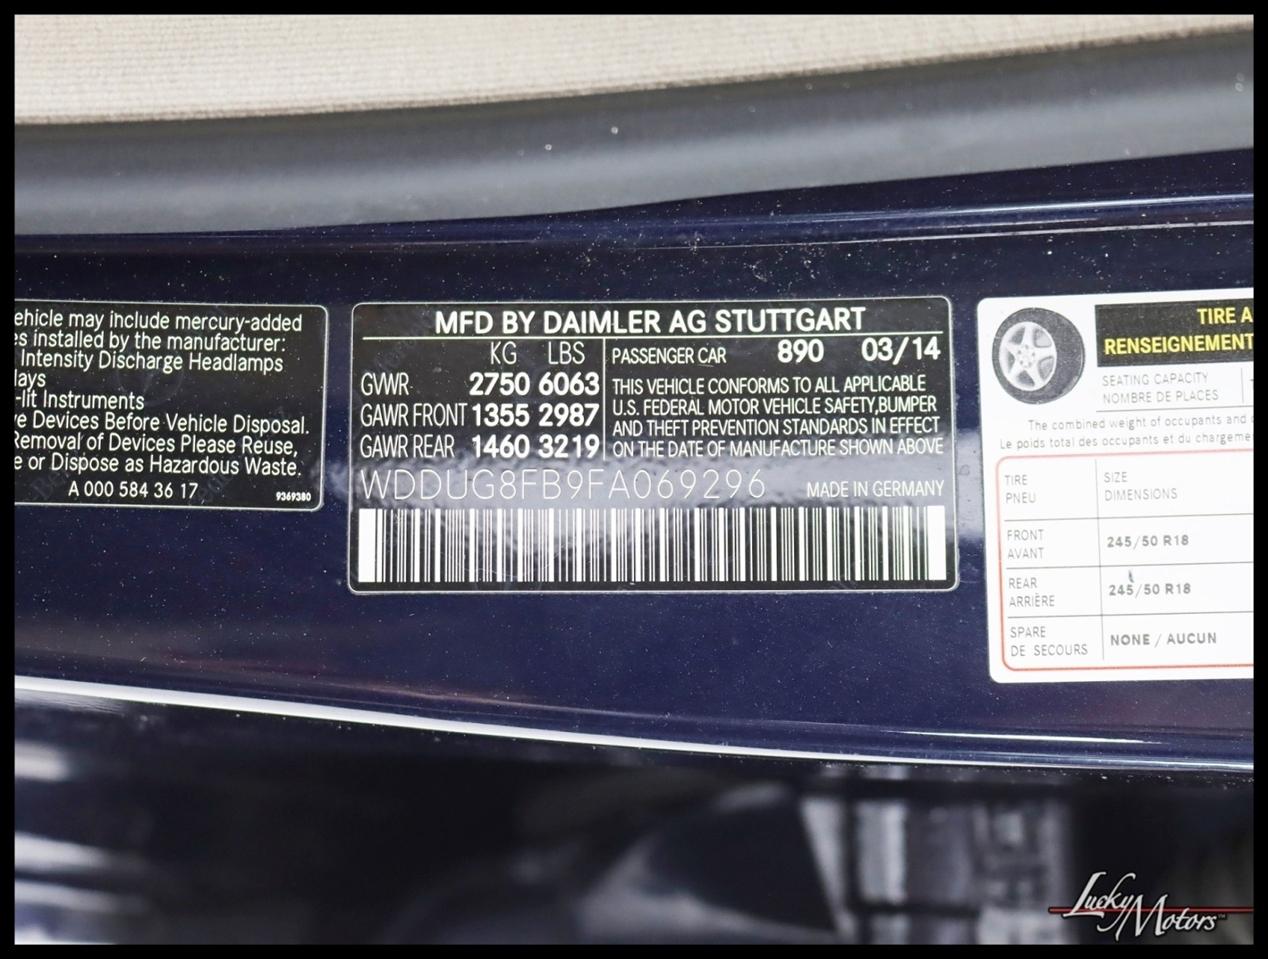 ehicle may include mercury-added
es installed by the manufacturer:
Intensity Discharge Headlamps
lays
-lit Instruments
ve Devices Before Vehicle Disposal.
Removal of Devices Please Reuse,
e or Dispose as Hazardous Waste.
A 000 584 36 17
9369380
MFD BY DAIMLER AG STUTTGART
KG LBS
GVWR 2750 6063
GAWR FRONT 1355 2987
GAWR REAR 1460 3219
PASSENGER CAR 890 03/14
THIS VEHICLE CONFORMS TO ALL APPLICABLE
U.S. FEDERAL MOTOR VEHICLE SAFETY,BUMPER
AND THEFT PREVENTION STANDARDS IN EFFECT
ON THE DATE OF MANUFACTURE SHOWN ABOVE
WDDUG8FB9FA069296 MADE IN GERMANY
TIRE A
RENSEIGNEMENT
SEATING CAPACITY
NOMBRE DE PLACES
The combined weight of occupants and c
Le poids total des occupants et du chargeme
TIRE SIZE
PNEU DIMENSIONS
FRONT
AVANT
245/50 R18
REAR
ARRIÈRE
245/50 R18
SPARE
DE SECOURS
NONE / AUCUN
Lucky Motors™